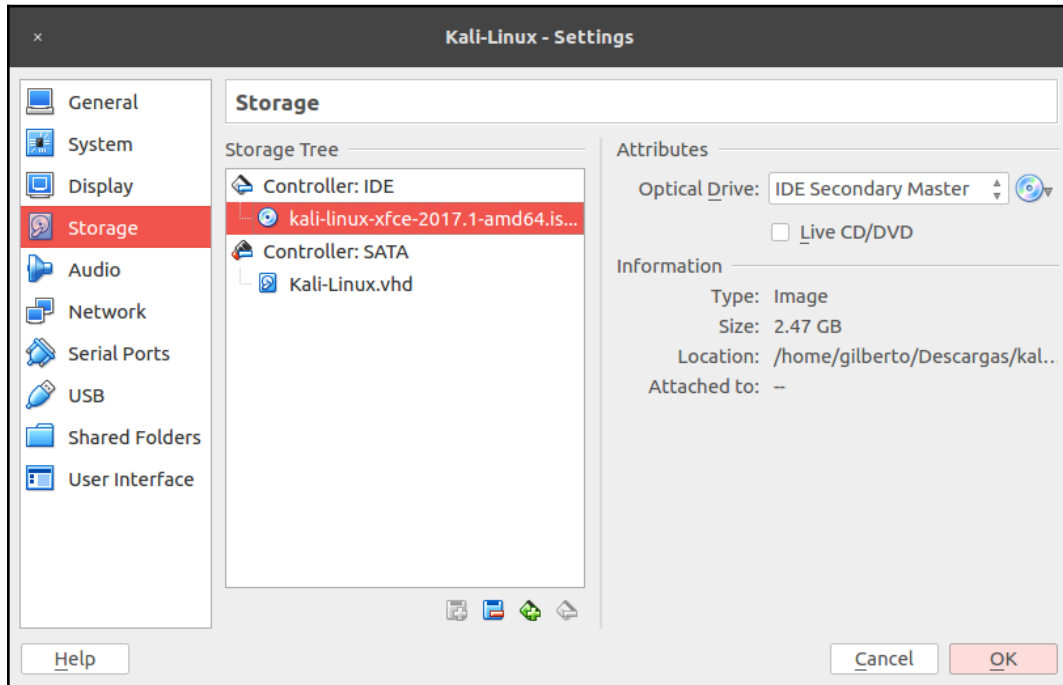 ×
Kali-Linux - Settings
General
System
Display
Storage
Audio
Network
Serial Ports
USB
Shared Folders
User Interface
Storage
Storage Tree
Controller: IDE
kali-linux-xfce-2017.1-amd64.is...
Controller: SATA
Kali-Linux.vhd
Attributes
Optical Drive: IDE Secondary Master
Live CD/DVD
Information
Type: Image
Size: 2.47 GB
Location: /home/gilberto/Descargas/kal...
Attached to: --
Help
Cancel
OK